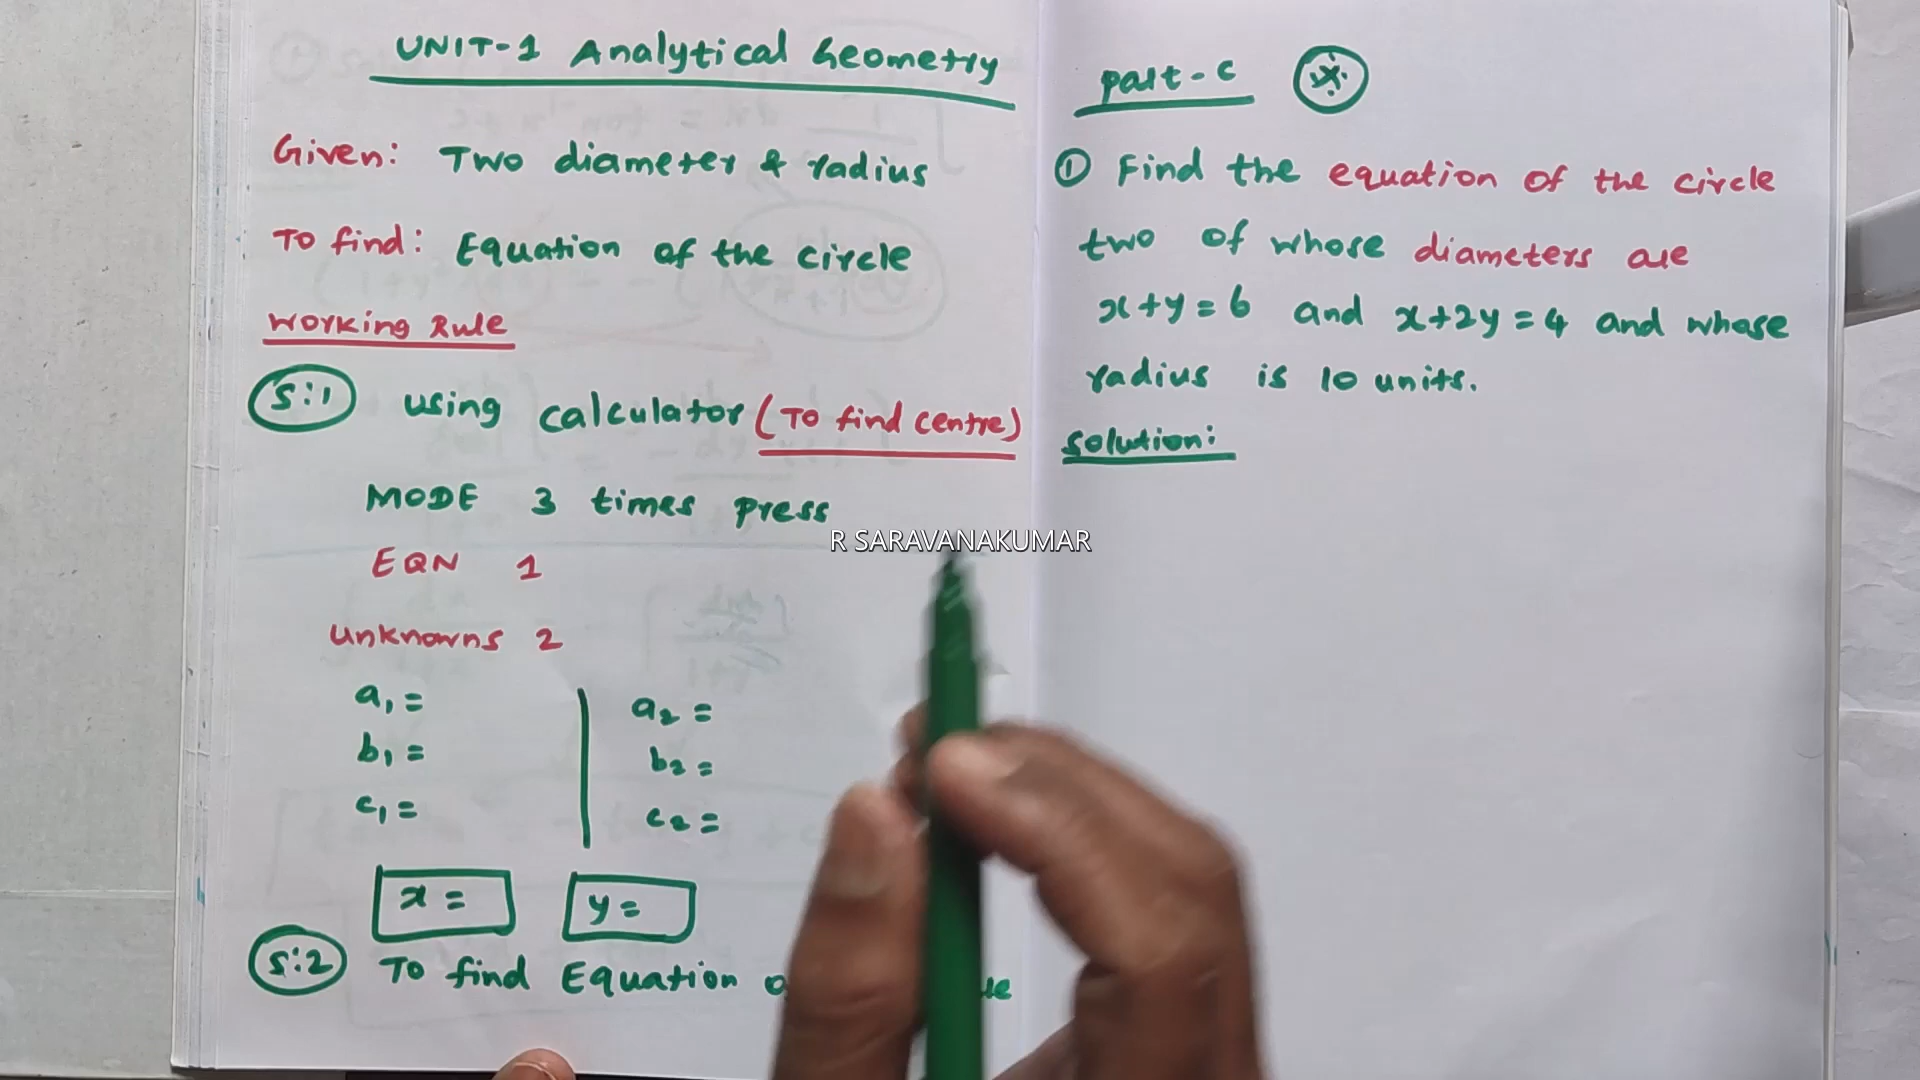 UNIT-1 Analytical Geometry
Given: Two diameter & radius
To find: Equation of the circle
Working Rule
S:1 using calculator (To find centre)
MODE 3 times press
EQN 1
Unknowns 2
a₁ = a₂ =
b₁ = b₂ =
c₁ = c₂ =
x = y =
S:2 To find Equation
part-c
① Find the equation of the circle
two of whose diameters are
x+y=6 and x+2y=4 and whose
radius is 10 units.
solution:
R SARAVANAKUMAR